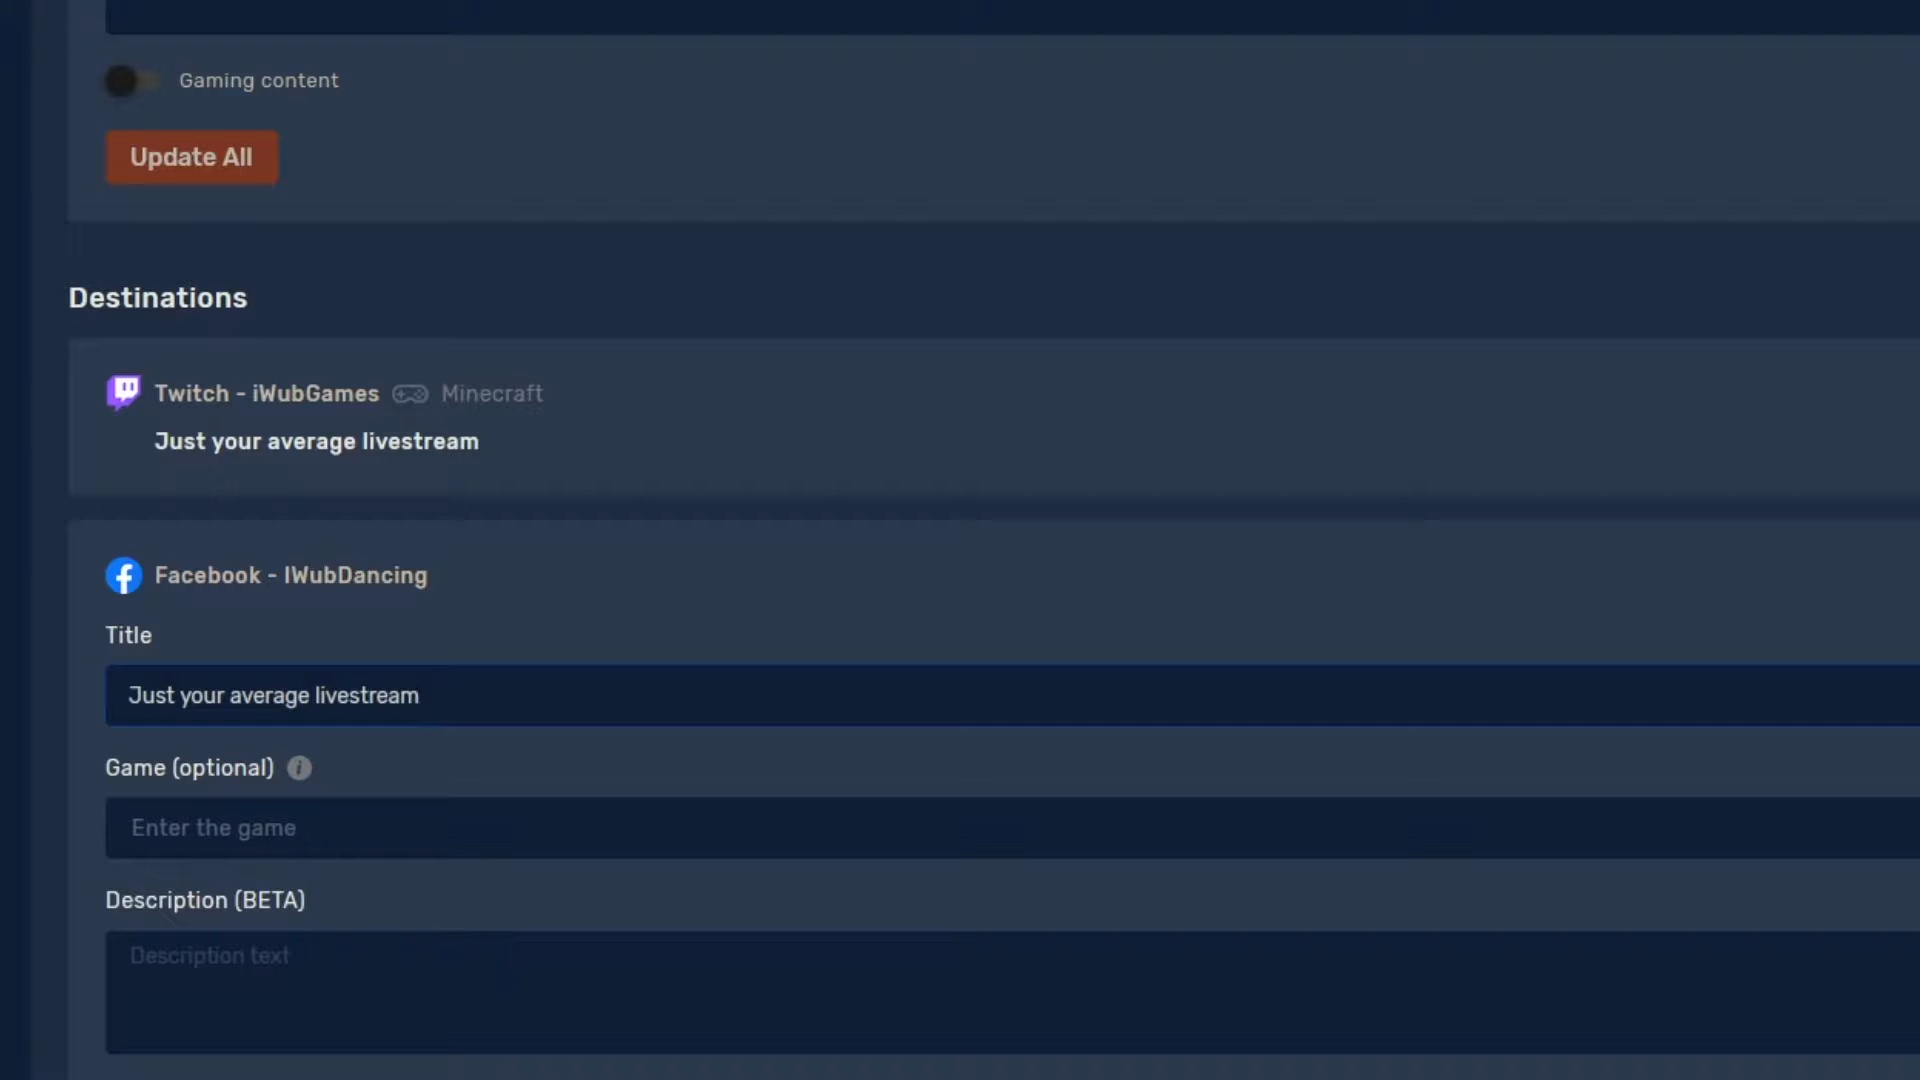 Gaming content
Update All
Destinations
Twitch - iWubGames Minecraft
Just your average livestream
Facebook - IWubDancing
Title
Just your average livestream
Game (optional) i
Enter the game
Description (BETA)
Description text